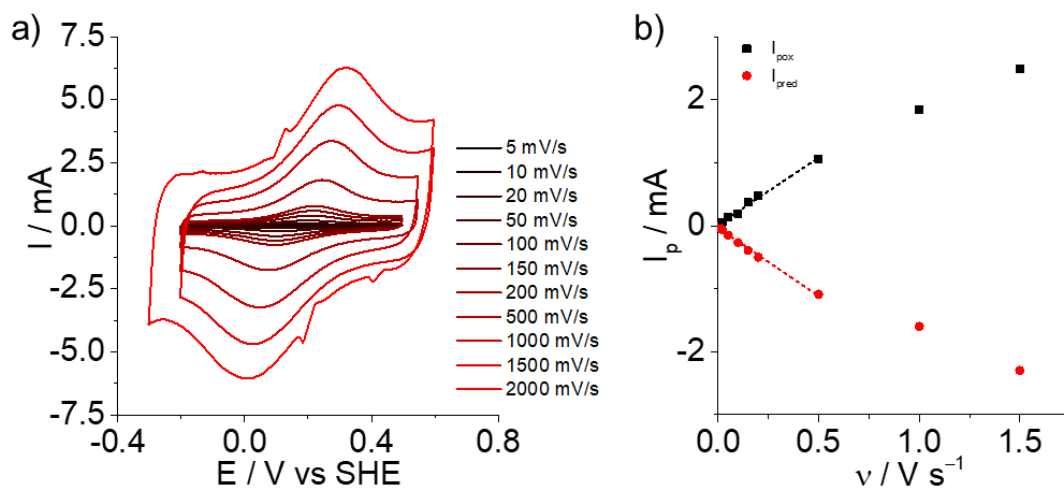 a)
7.5
5.0
2.5
0.0
-2.5
-5.0
-7.5
I / mA
-0.4
0.0
0.4
0.8
E / V vs SHE
5 mV/s
10 mV/s
20 mV/s
50 mV/s
100 mV/s
150 mV/s
200 mV/s
500 mV/s
1000 mV/s
1500 mV/s
2000 mV/s
b)
I_pox
I_pred
2
0
-2
I_p / mA
0.0
0.5
1.0
1.5
ν / V s⁻¹